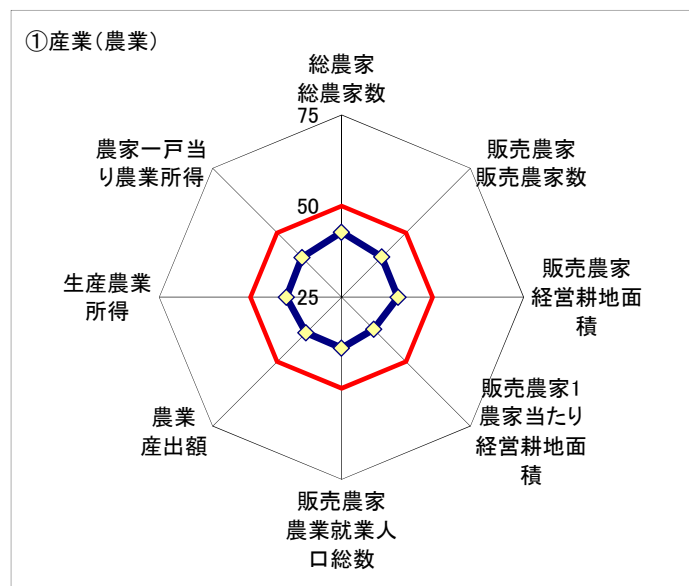 ①産業（農業）
総農家
総農家数
75
50
25
販売農家
販売農家数
販売農家
経営耕地面
積
販売農家1
農家当たり
経営耕地面
積
販売農家
農業就業人
口総数
農業
産出額
生産農業
所得
農家一戸当
り農業所得